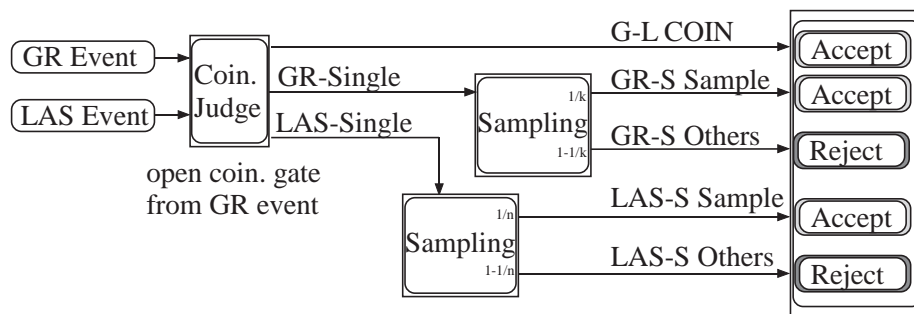 G-L COIN
GR Event
Accept
Coin.
Judge
GR-Single
GR-S Sample
Accept
LAS Event
LAS-Single
Sampling
1/k
1-1/k
GR-S Others
Reject
open coin. gate
from GR event
LAS-S Sample
Accept
Sampling
1/n
1-1/n
LAS-S Others
Reject